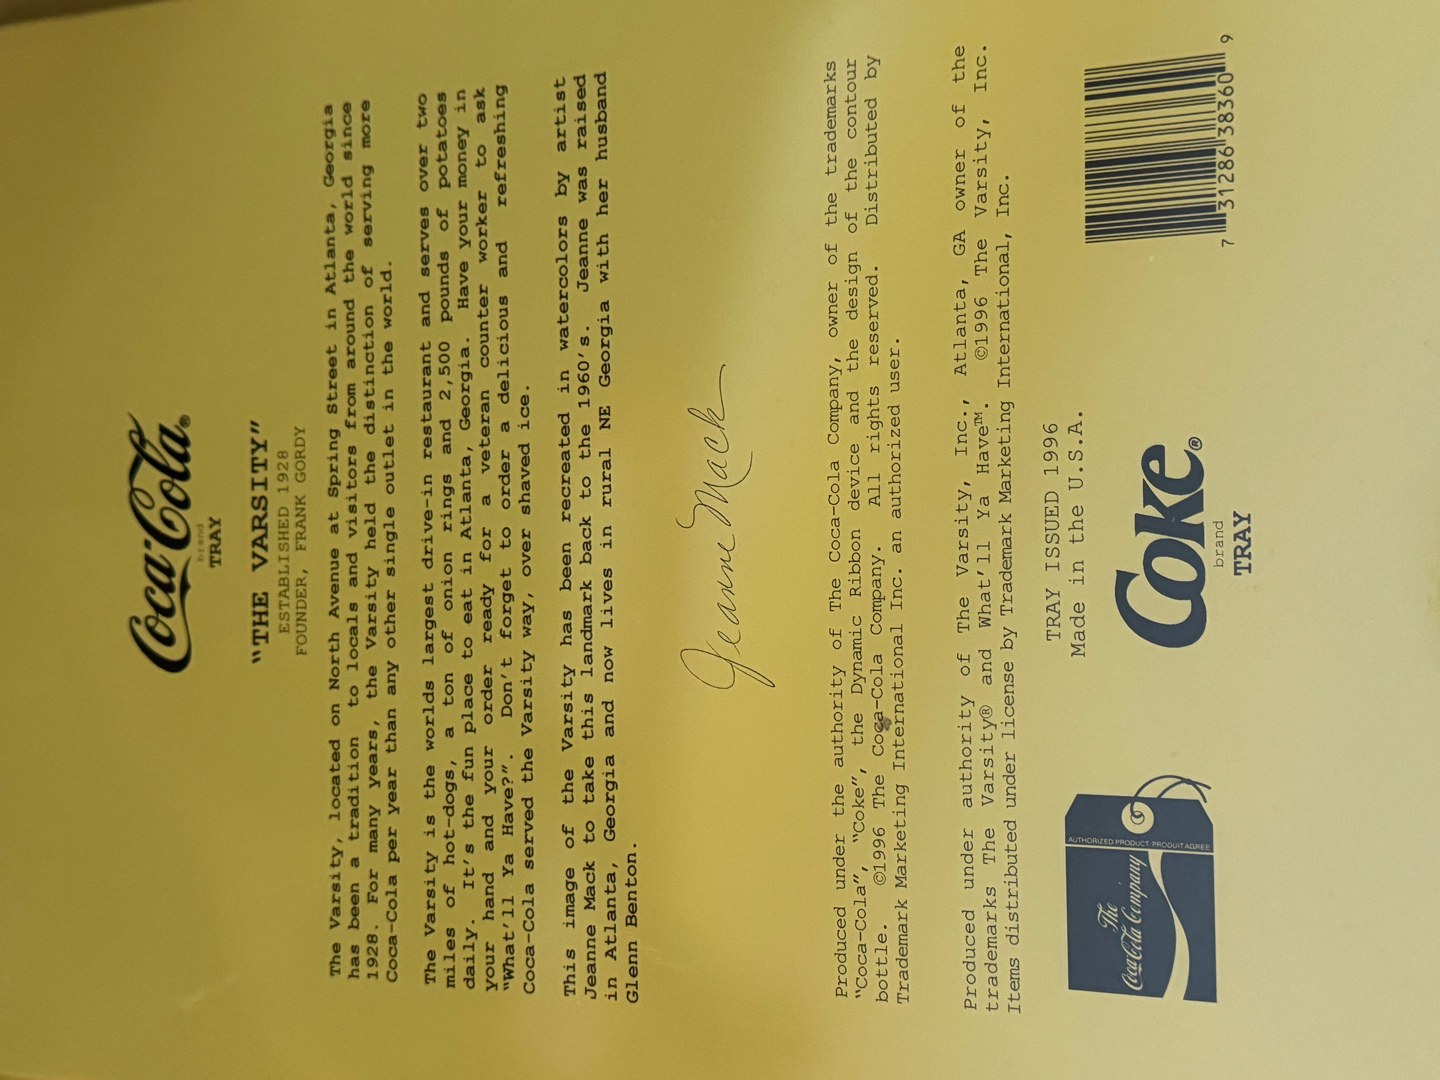 Coca-Cola®
brand
TRAY
"THE VARSITY"
ESTABLISHED 1928
FOUNDER, FRANK GORDY
The Varsity, located on North Avenue at Spring Street in Atlanta, Georgia
has been a tradition to locals and visitors from around the world since
1928. For many years, the Varsity held the distinction of serving more
Coca-Cola per year than any other single outlet in the world.
The Varsity is the worlds largest drive-in restaurant and serves over two
miles of hot-dogs, a ton of onion rings and 2,500 pounds of potatoes
daily. It's the fun place to eat in Atlanta, Georgia. Have your money in
your hand and your order ready for a veteran counter worker to ask
"What'll Ya Have?". Don't forget to order a delicious and refreshing
Coca-Cola served the Varsity way, over shaved ice.
This image of the Varsity has been recreated in watercolors by artist
Jeanne Mack to take this landmark back to the 1960's. Jeanne was raised
in Atlanta, Georgia and now lives in rural NE Georgia with her husband
Glenn Benton.
Jeanne Mack
Produced under the authority of The Coca-Cola Company, owner of the trademarks
"Coca-Cola", "Coke", the Dynamic Ribbon device and the design of the contour
bottle. ©1996 The Coca-Cola Company. All rights reserved. Distributed by
Trademark Marketing International Inc. an authorized user.
Produced under authority of The Varsity, Inc., Atlanta, GA owner of the
trademarks The Varsity® and What'll Ya Have™. ©1996 The Varsity, Inc.
Items distributed under license by Trademark Marketing International, Inc.
TRAY ISSUED 1996
Made in the U.S.A.
AUTHORIZED PRODUCT·PRODUIT AGREE
The
Coca-Cola Company
Coke®
brand
TRAY
7 31286 38360 9